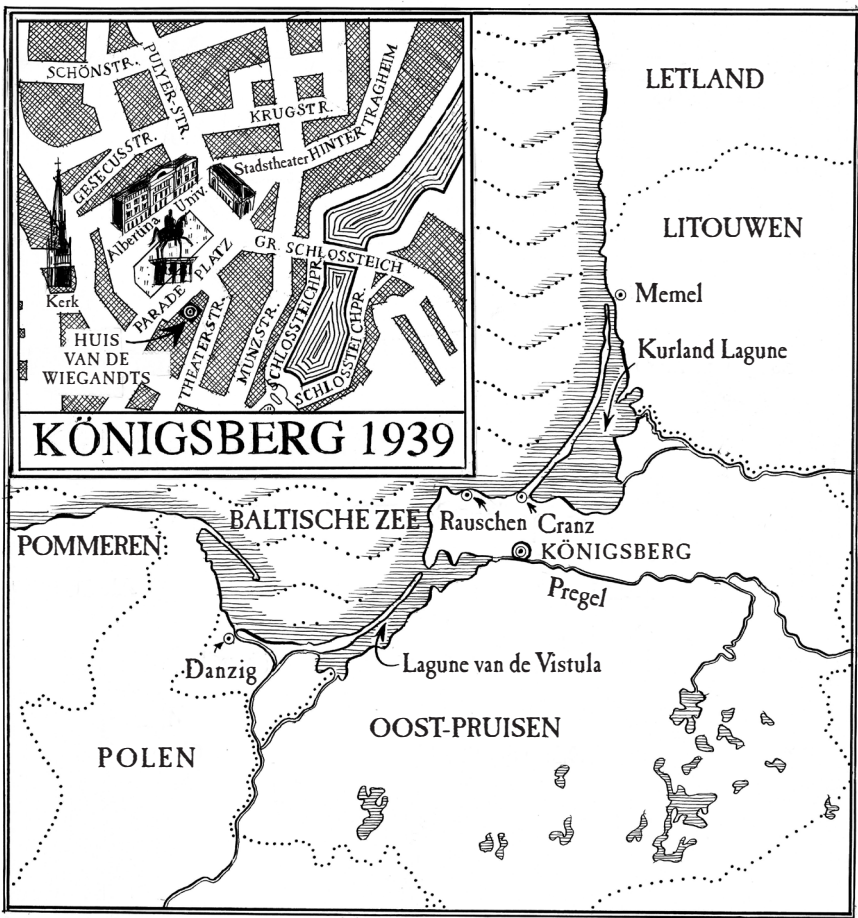 SCHÖNSTR.
PULYER-STR.
KRUGSTR.
HINTER TRAGHEIM
GESECUSSTR.
Stadstheater
Albertina Univ.
GR. SCHLOSSTEICH
Kerk
PARADE PLATZ
HUIS
VAN DE
WIEGANDTS
THEATERSTR.
MUNZSTR.
SCHLOSSTEICHPR.
SCHLOSSTEICHPR.
KÖNIGSBERG 1939
LETLAND
LITOUWEN
Memel
Kurland Lagune
BALTISCHE ZEE
Rauschen
Cranz
POMMEREN
KÖNIGSBERG
Pregel
Danzig
Lagune van de Vistula
OOST-PRUISEN
POLEN